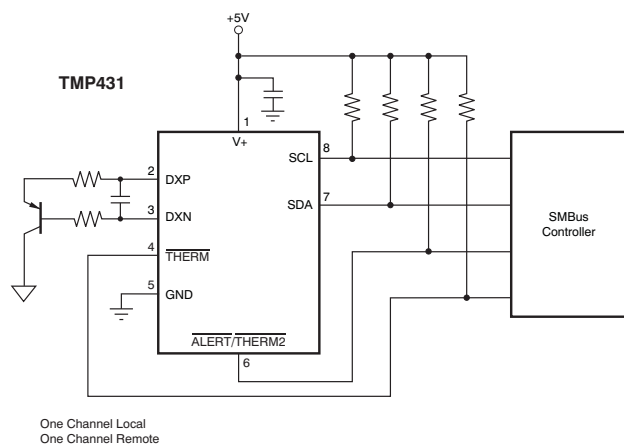 +5V
TMP431
1
V+
8
SCL
2
DXP
7
SDA
3
DXN
SMBus
Controller
4
THERM
5
GND
ALERT/THERM2
6
One Channel Local
One Channel Remote